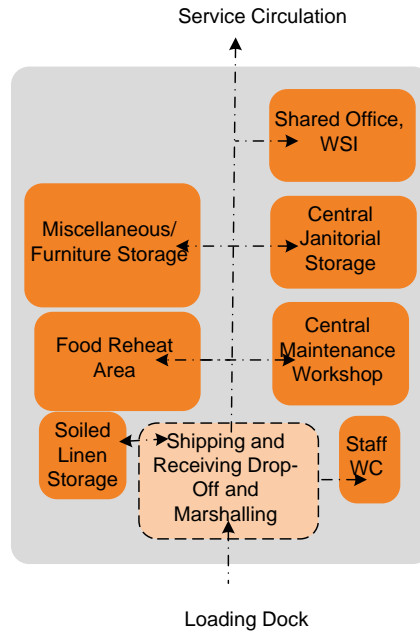 Service Circulation
Shared Office,
WSI
Miscellaneous/
Furniture Storage
Central
Janitorial
Storage
Food Reheat
Area
Central
Maintenance
Workshop
Soiled
Linen
Storage
Shipping and
Receiving Drop-
Off and
Marshalling
Staff
WC
Loading Dock